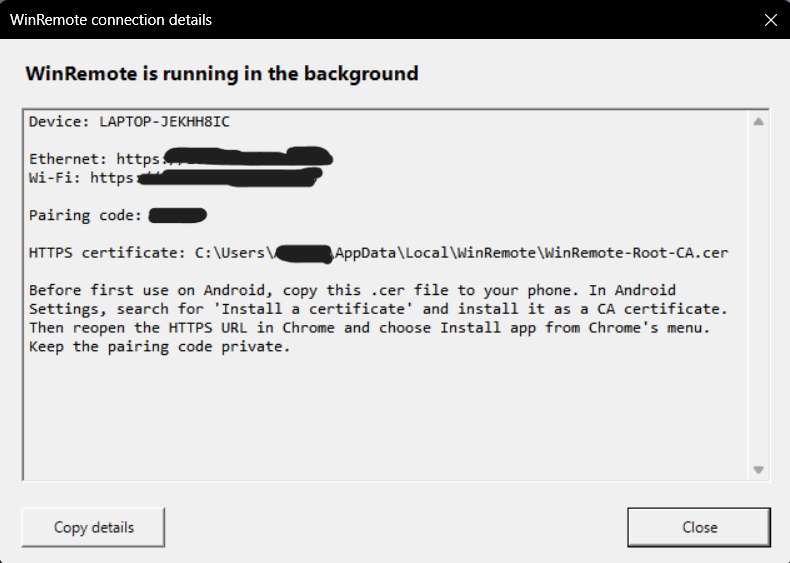 WinRemote connection details
WinRemote is running in the background
Device: LAPTOP-JEKHH8IC
Ethernet: https:
Wi-Fi: https:
Pairing code:
HTTPS certificate: C:\Users\ \AppData\Local\WinRemote\WinRemote-Root-CA.cer
Before first use on Android, copy this .cer file to your phone. In Android
Settings, search for 'Install a certificate' and install it as a CA certificate.
Then reopen the HTTPS URL in Chrome and choose Install app from Chrome's menu.
Keep the pairing code private.
Copy details
Close